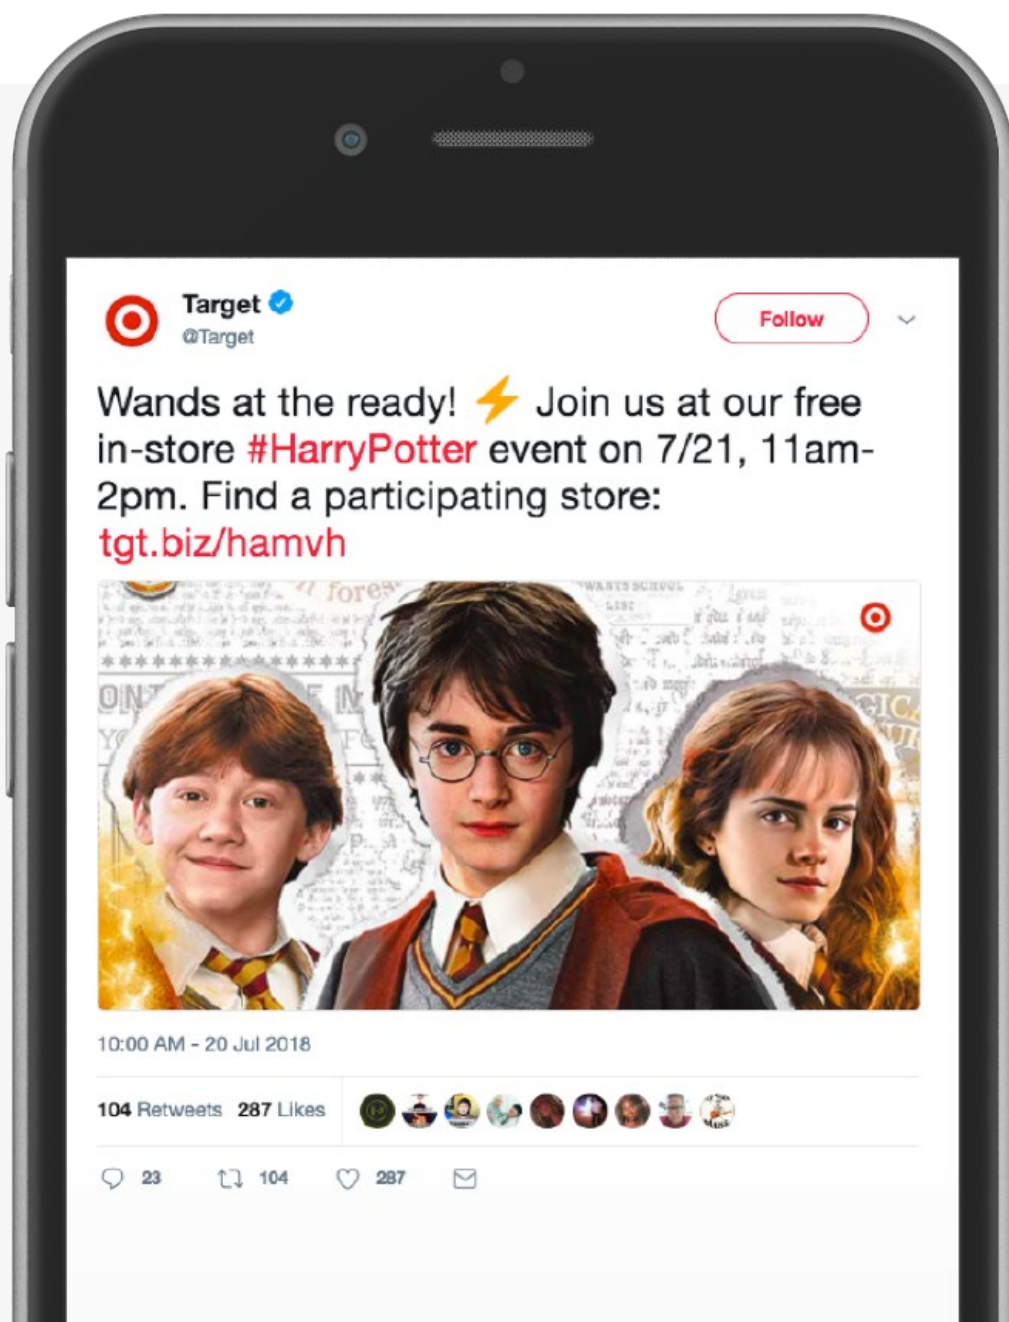 Target
@Target
Follow
Wands at the ready! ⚡ Join us at our free
in-store #HarryPotter event on 7/21, 11am-
2pm. Find a participating store:
tgt.biz/hamvh
10:00 AM - 20 Jul 2018
104 Retweets 287 Likes
23 104 287